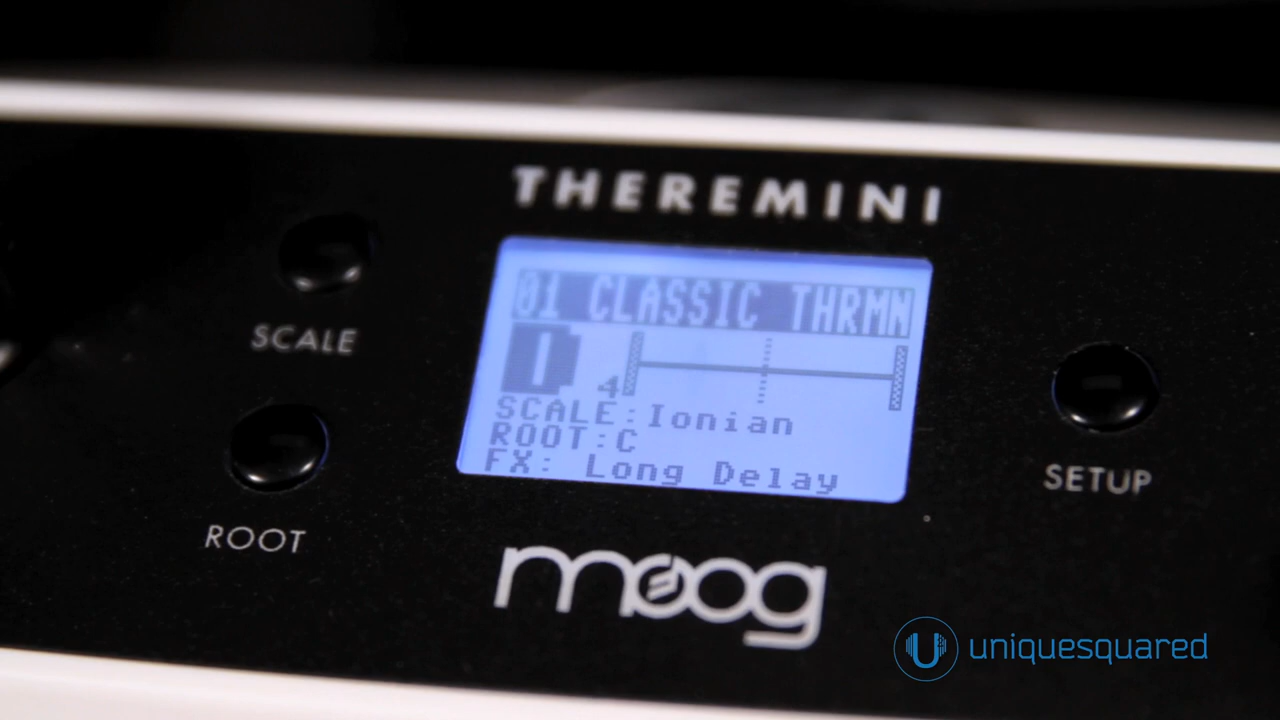 THEREMINI
01 CLASSIC THRMN
D 4
SCALE:Ionian
ROOT:C
FX: Long Delay
SCALE
ROOT
SETUP
moog
uniquesquared